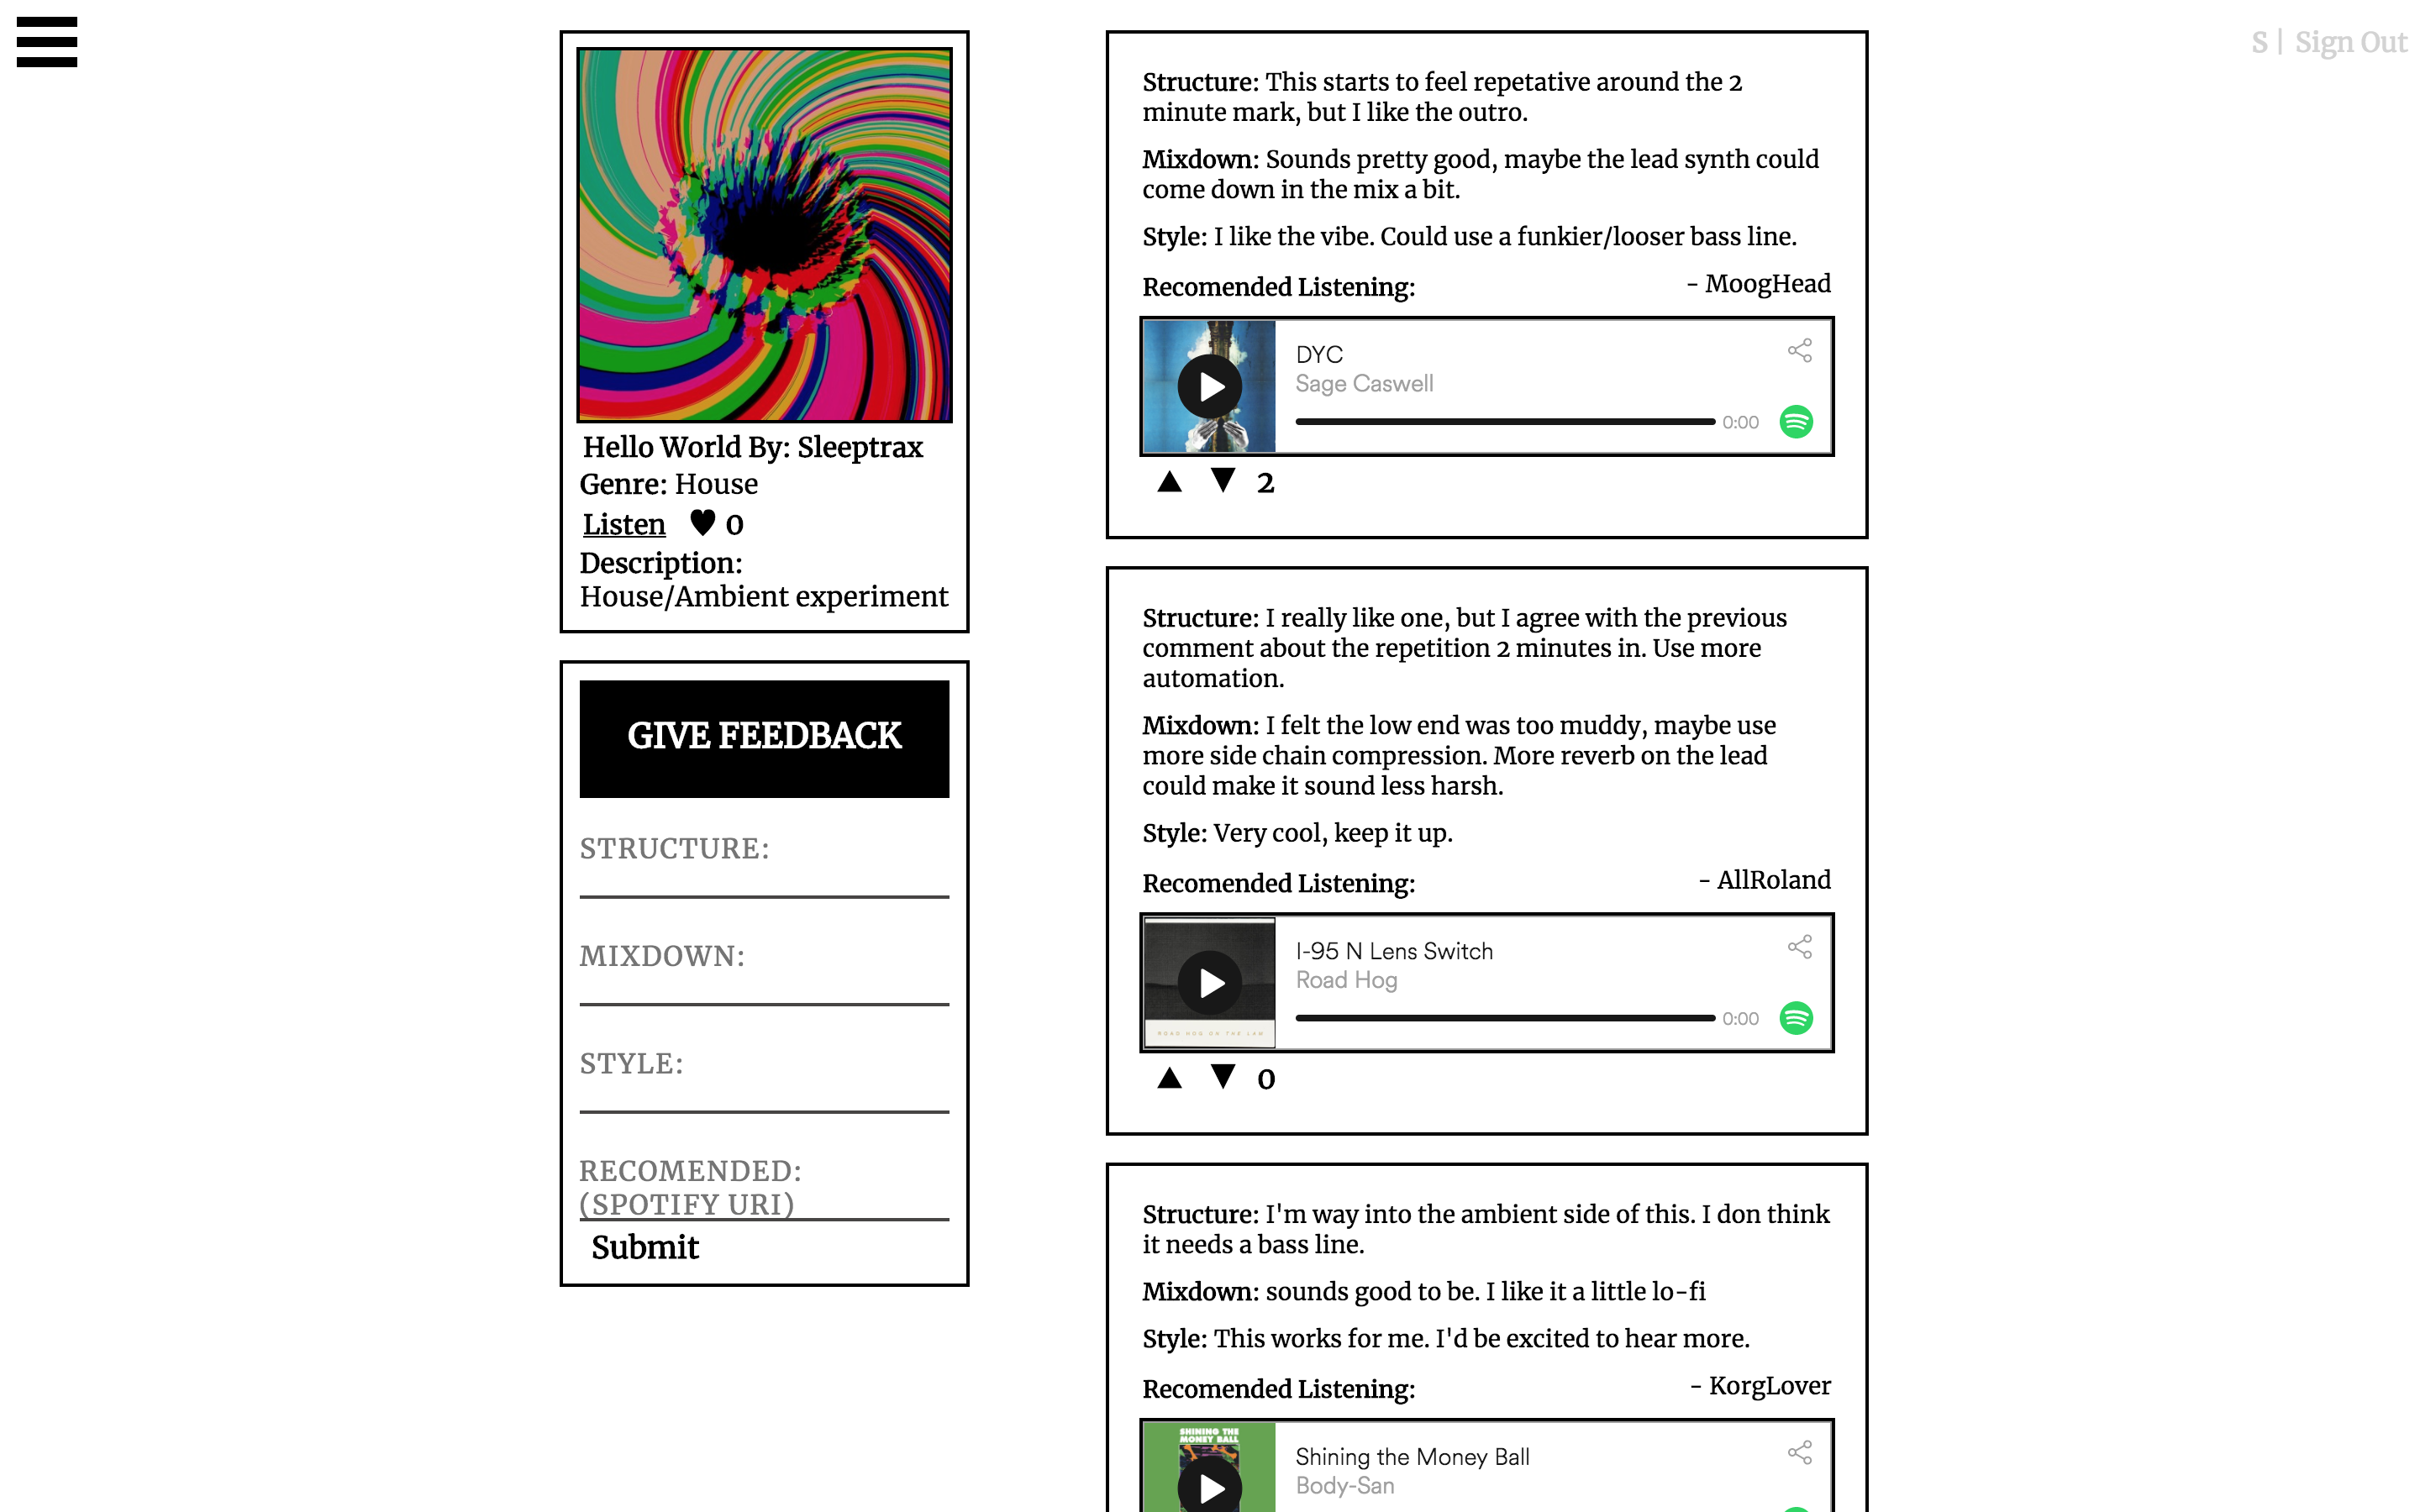 S | Sign Out
Hello World By: Sleeptrax
Genre: House
Listen ♥ 0
Description:
House/Ambient experiment
GIVE FEEDBACK
STRUCTURE:
MIXDOWN:
STYLE:
RECOMENDED:
(SPOTIFY URI)
Submit
Structure: This starts to feel repetative around the 2
minute mark, but I like the outro.
Mixdown: Sounds pretty good, maybe the lead synth could
come down in the mix a bit.
Style: I like the vibe. Could use a funkier/looser bass line.
Recomended Listening:
- MoogHead
DYC
Sage Caswell
0:00
▲ ▼ 2
Structure: I really like one, but I agree with the previous
comment about the repetition 2 minutes in. Use more
automation.
Mixdown: I felt the low end was too muddy, maybe use
more side chain compression. More reverb on the lead
could make it sound less harsh.
Style: Very cool, keep it up.
Recomended Listening:
- AllRoland
ROAD HOG ON THE LAW
I-95 N Lens Switch
Road Hog
0:00
▲ ▼ 0
Structure: I'm way into the ambient side of this. I don think
it needs a bass line.
Mixdown: sounds good to be. I like it a little lo-fi
Style: This works for me. I'd be excited to hear more.
Recomended Listening:
- KorgLover
SHINING THE
MONEY BALL
Shining the Money Ball
Body-San